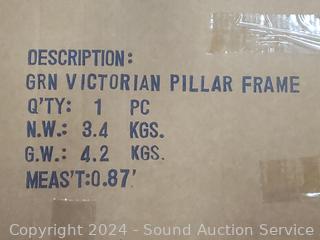 DESCRIPTION:
GRN VICTORIAN PILLAR FRAME
Q'TY: 1 PC
N.W.: 3.4 KGS.
G.W.: 4.2 KGS.
MEAS'T:0.87'
Copyright © 2024 - Sound Auction Service